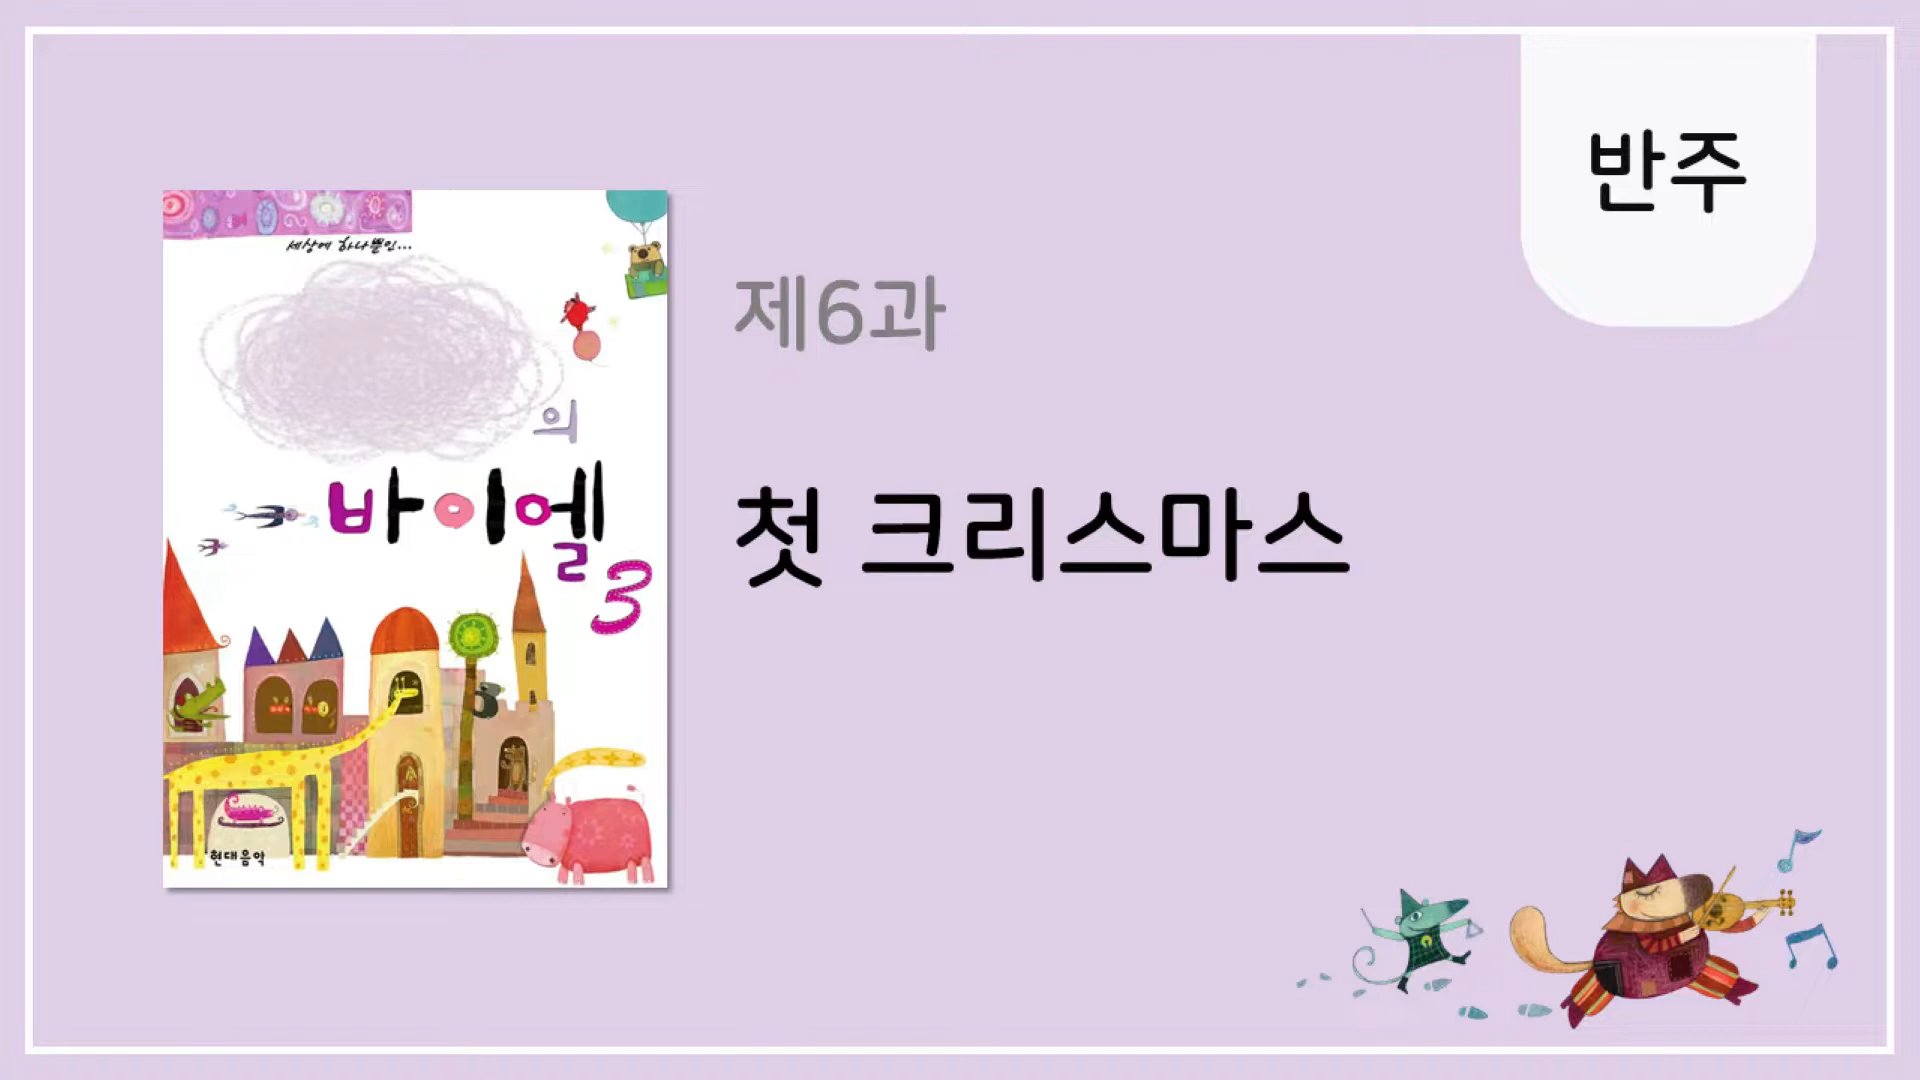 반주
세상에 하나뿐인...
의
바이엘
3
현대음악
제6과
첫 크리스마스